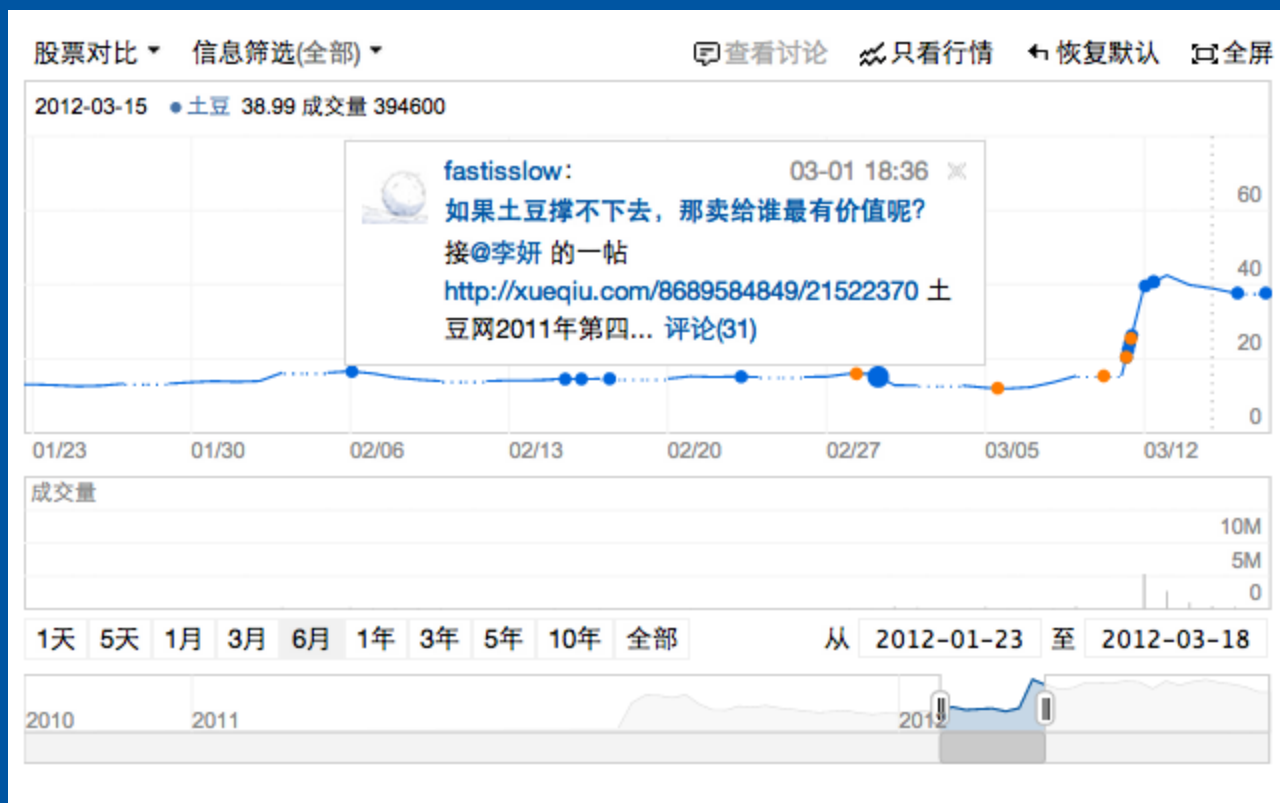 股票对比 信息筛选(全部) 查看讨论 只看行情 恢复默认 全屏
2012-03-15 土豆 38.99 成交量 394600
fastisslow: 03-01 18:36
如果土豆撑不下去，那卖给谁最有价值呢?
接@李妍 的一帖
http://xueqiu.com/8689584849/21522370 土
豆网2011年第四... 评论(31)
60
40
20
0
01/23 01/30 02/06 02/13 02/20 02/27 03/05 03/12
成交量
10M
5M
0
1天 5天 1月 3月 6月 1年 3年 5年 10年 全部 从 2012-01-23 至 2012-03-18
2010 2011 2012